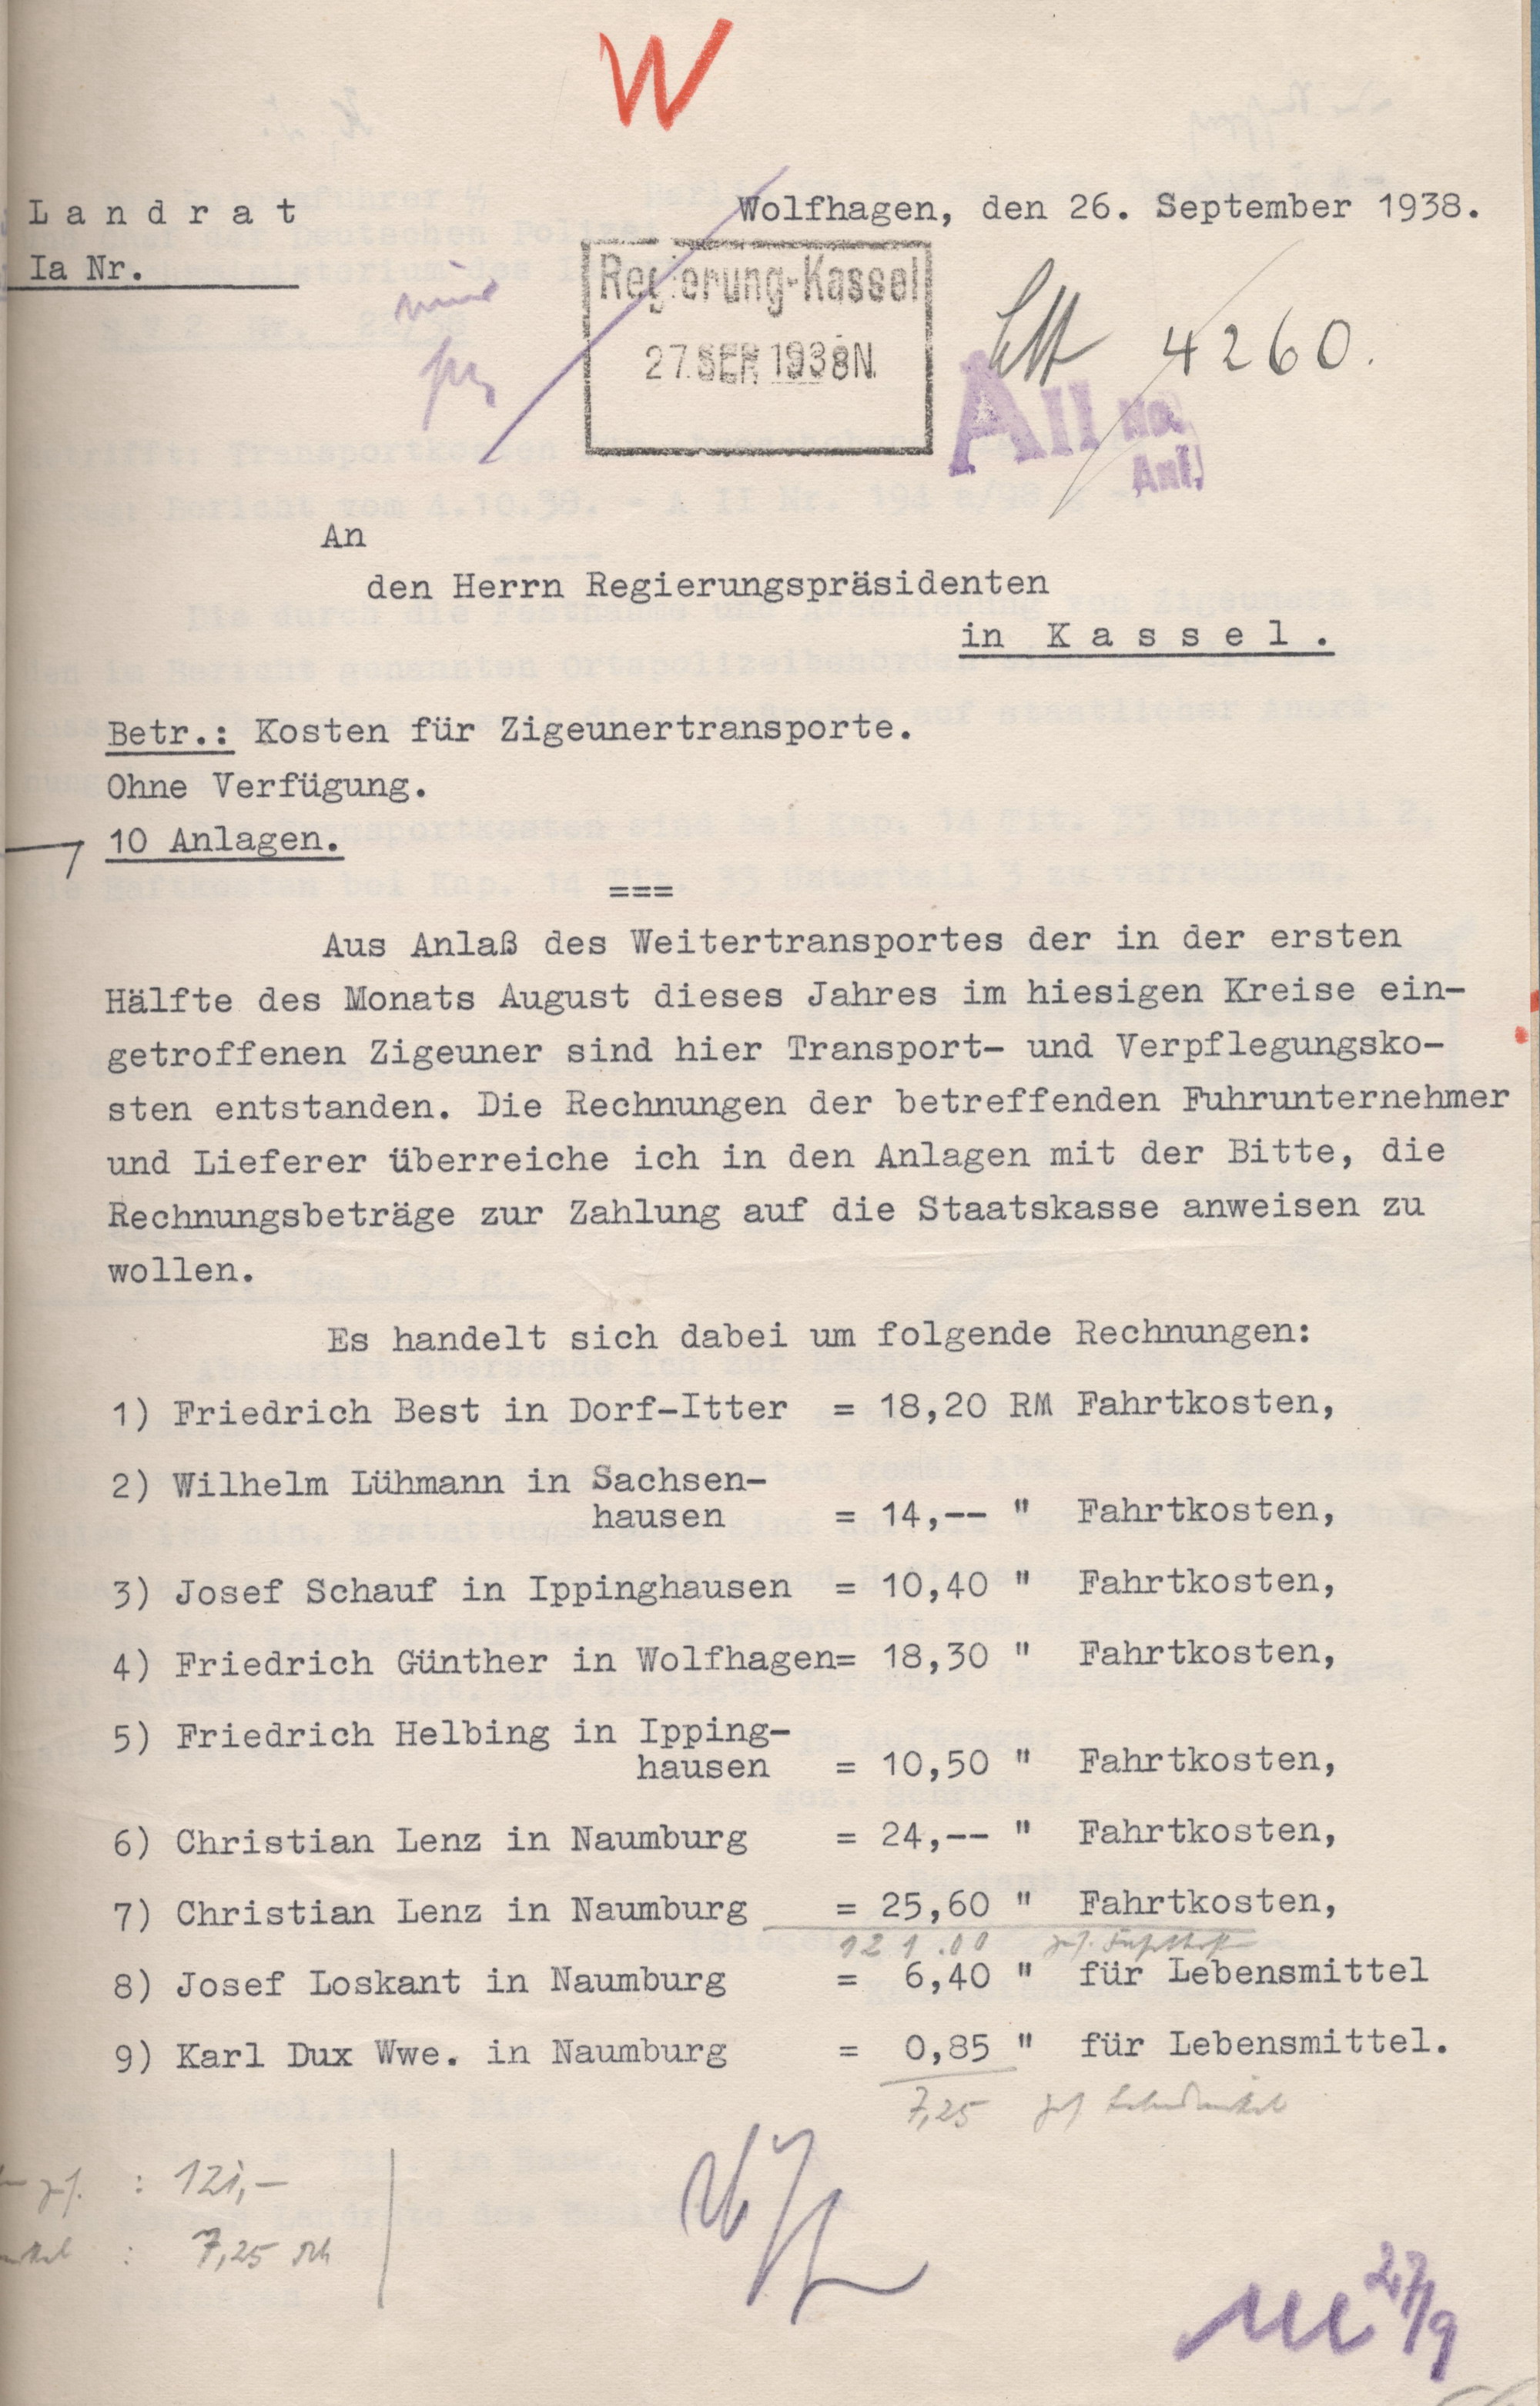 W
L a n d r a t
Wolfhagen, den 26. September 1938.
Ia Nr.
Regierung-Kassel
27. SEP. 1938 N.
4260.
AII No.
Anl.
An
den Herrn Regierungspräsidenten
in K a s s e l .
Betr.: Kosten für Zigeunertransporte.
Ohne Verfügung.
10 Anlagen.
===
Aus Anlaß des Weitertransportes der in der ersten
Hälfte des Monats August dieses Jahres im hiesigen Kreise ein-
getroffenen Zigeuner sind hier Transport- und Verpflegungsko-
sten entstanden. Die Rechnungen der betreffenden Fuhrunternehmer
und Lieferer überreiche ich in den Anlagen mit der Bitte, die
Rechnungsbeträge zur Zahlung auf die Staatskasse anweisen zu
wollen.
Es handelt sich dabei um folgende Rechnungen:
1) Friedrich Best in Dorf-Itter = 18,20 RM Fahrtkosten,
2) Wilhelm Lühmann in Sachsen-
hausen = 14,-- " Fahrtkosten,
3) Josef Schauf in Ippinghausen = 10,40 " Fahrtkosten,
4) Friedrich Günther in Wolfhagen= 18,30 " Fahrtkosten,
5) Friedrich Helbing in Ipping-
hausen = 10,50 " Fahrtkosten,
6) Christian Lenz in Naumburg = 24,-- " Fahrtkosten,
7) Christian Lenz in Naumburg = 25,60 " Fahrtkosten,
121.00
8) Josef Loskant in Naumburg = 6,40 " für Lebensmittel
9) Karl Dux Wwe. in Naumburg = 0,85 " für Lebensmittel.
7,25
: 121,-
: 7,25
27/9